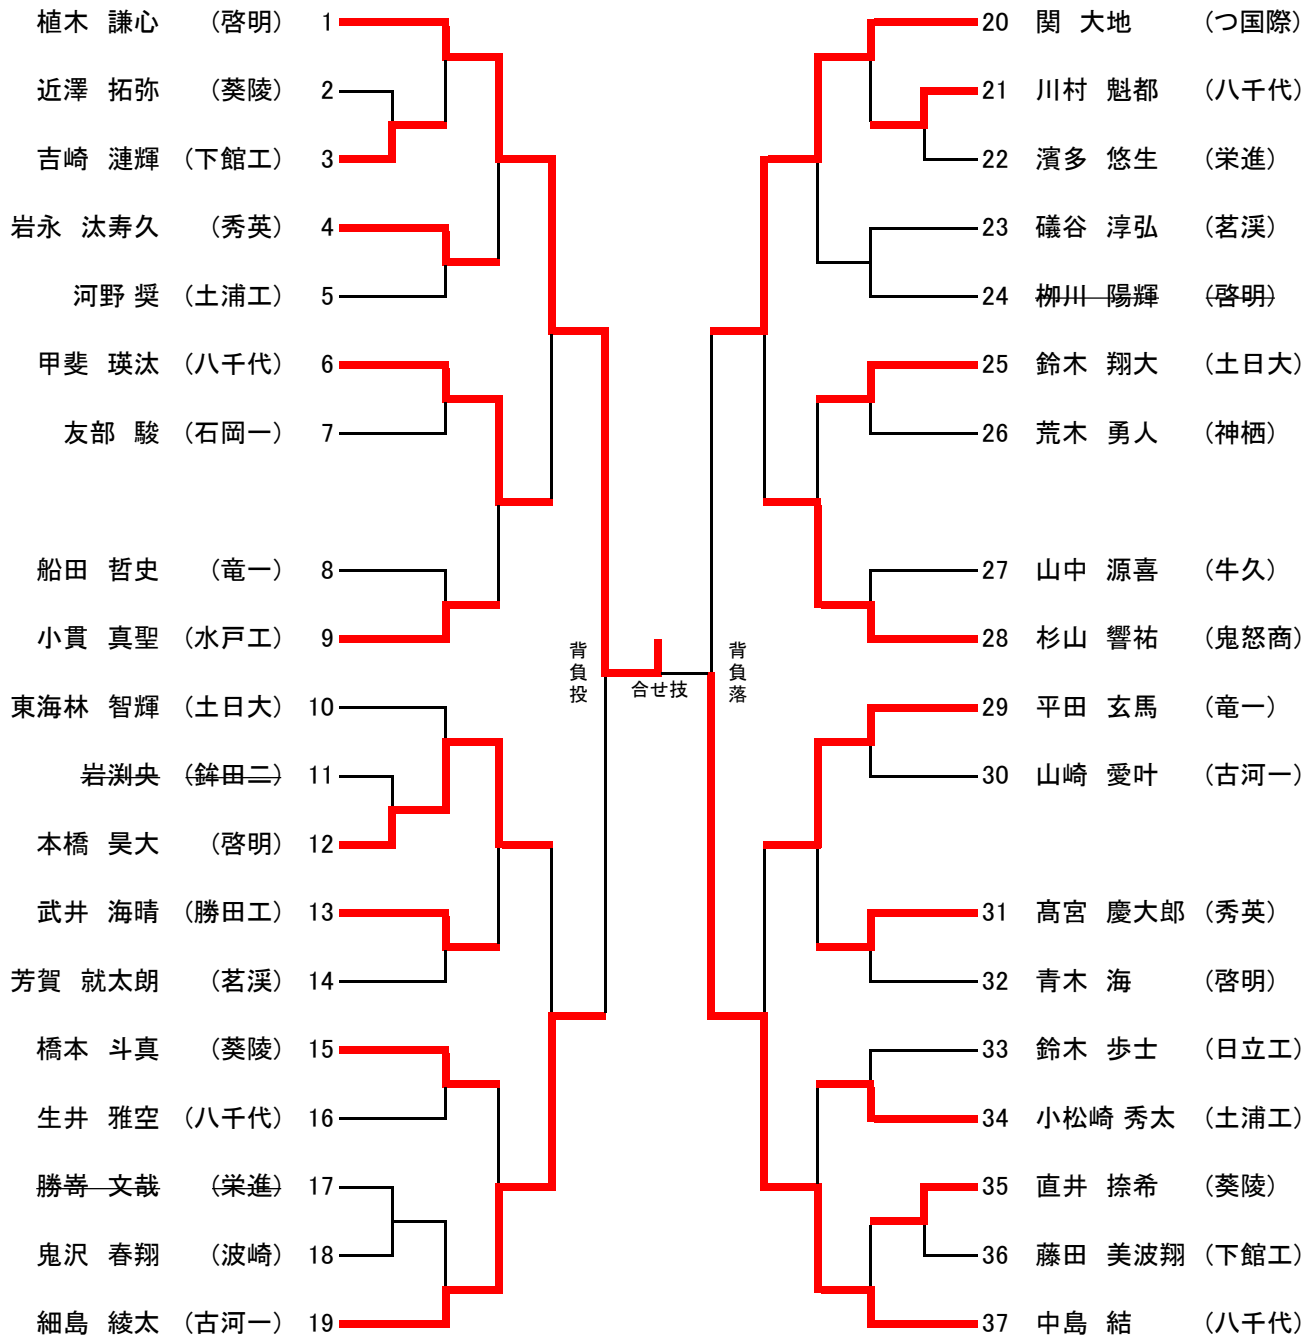 植木 謙心 (啓明) 1
近澤 拓弥 (葵陵) 2
吉崎 漣輝 (下館工) 3
岩永 汰寿久 (秀英) 4
河野 奨 (土浦工) 5
甲斐 瑛汰 (八千代) 6
友部 駿 (石岡一) 7
船田 哲史 (竜一) 8
小貫 真聖 (水戸工) 9
東海林 智輝 (土日大) 10
岩渕央 (鉾田二) 11
本橋 昊大 (啓明) 12
武井 海晴 (勝田工) 13
芳賀 就太朗 (茗渓) 14
橋本 斗真 (葵陵) 15
生井 雅空 (八千代) 16
勝嵜 文哉 (栄進) 17
鬼沢 春翔 (波崎) 18
細島 綾太 (古河一) 19
背負投
合せ技
背負落
20 関 大地 (つ国際)
21 川村 魁都 (八千代)
22 濱多 悠生 (栄進)
23 礒谷 淳弘 (茗渓)
24 栁川 陽輝 (啓明)
25 鈴木 翔大 (土日大)
26 荒木 勇人 (神栖)
27 山中 源喜 (牛久)
28 杉山 響祐 (鬼怒商)
29 平田 玄馬 (竜一)
30 山崎 愛叶 (古河一)
31 髙宮 慶大郎 (秀英)
32 青木 海 (啓明)
33 鈴木 歩士 (日立工)
34 小松崎 秀太 (土浦工)
35 直井 捺希 (葵陵)
36 藤田 美波翔 (下館工)
37 中島 結 (八千代)